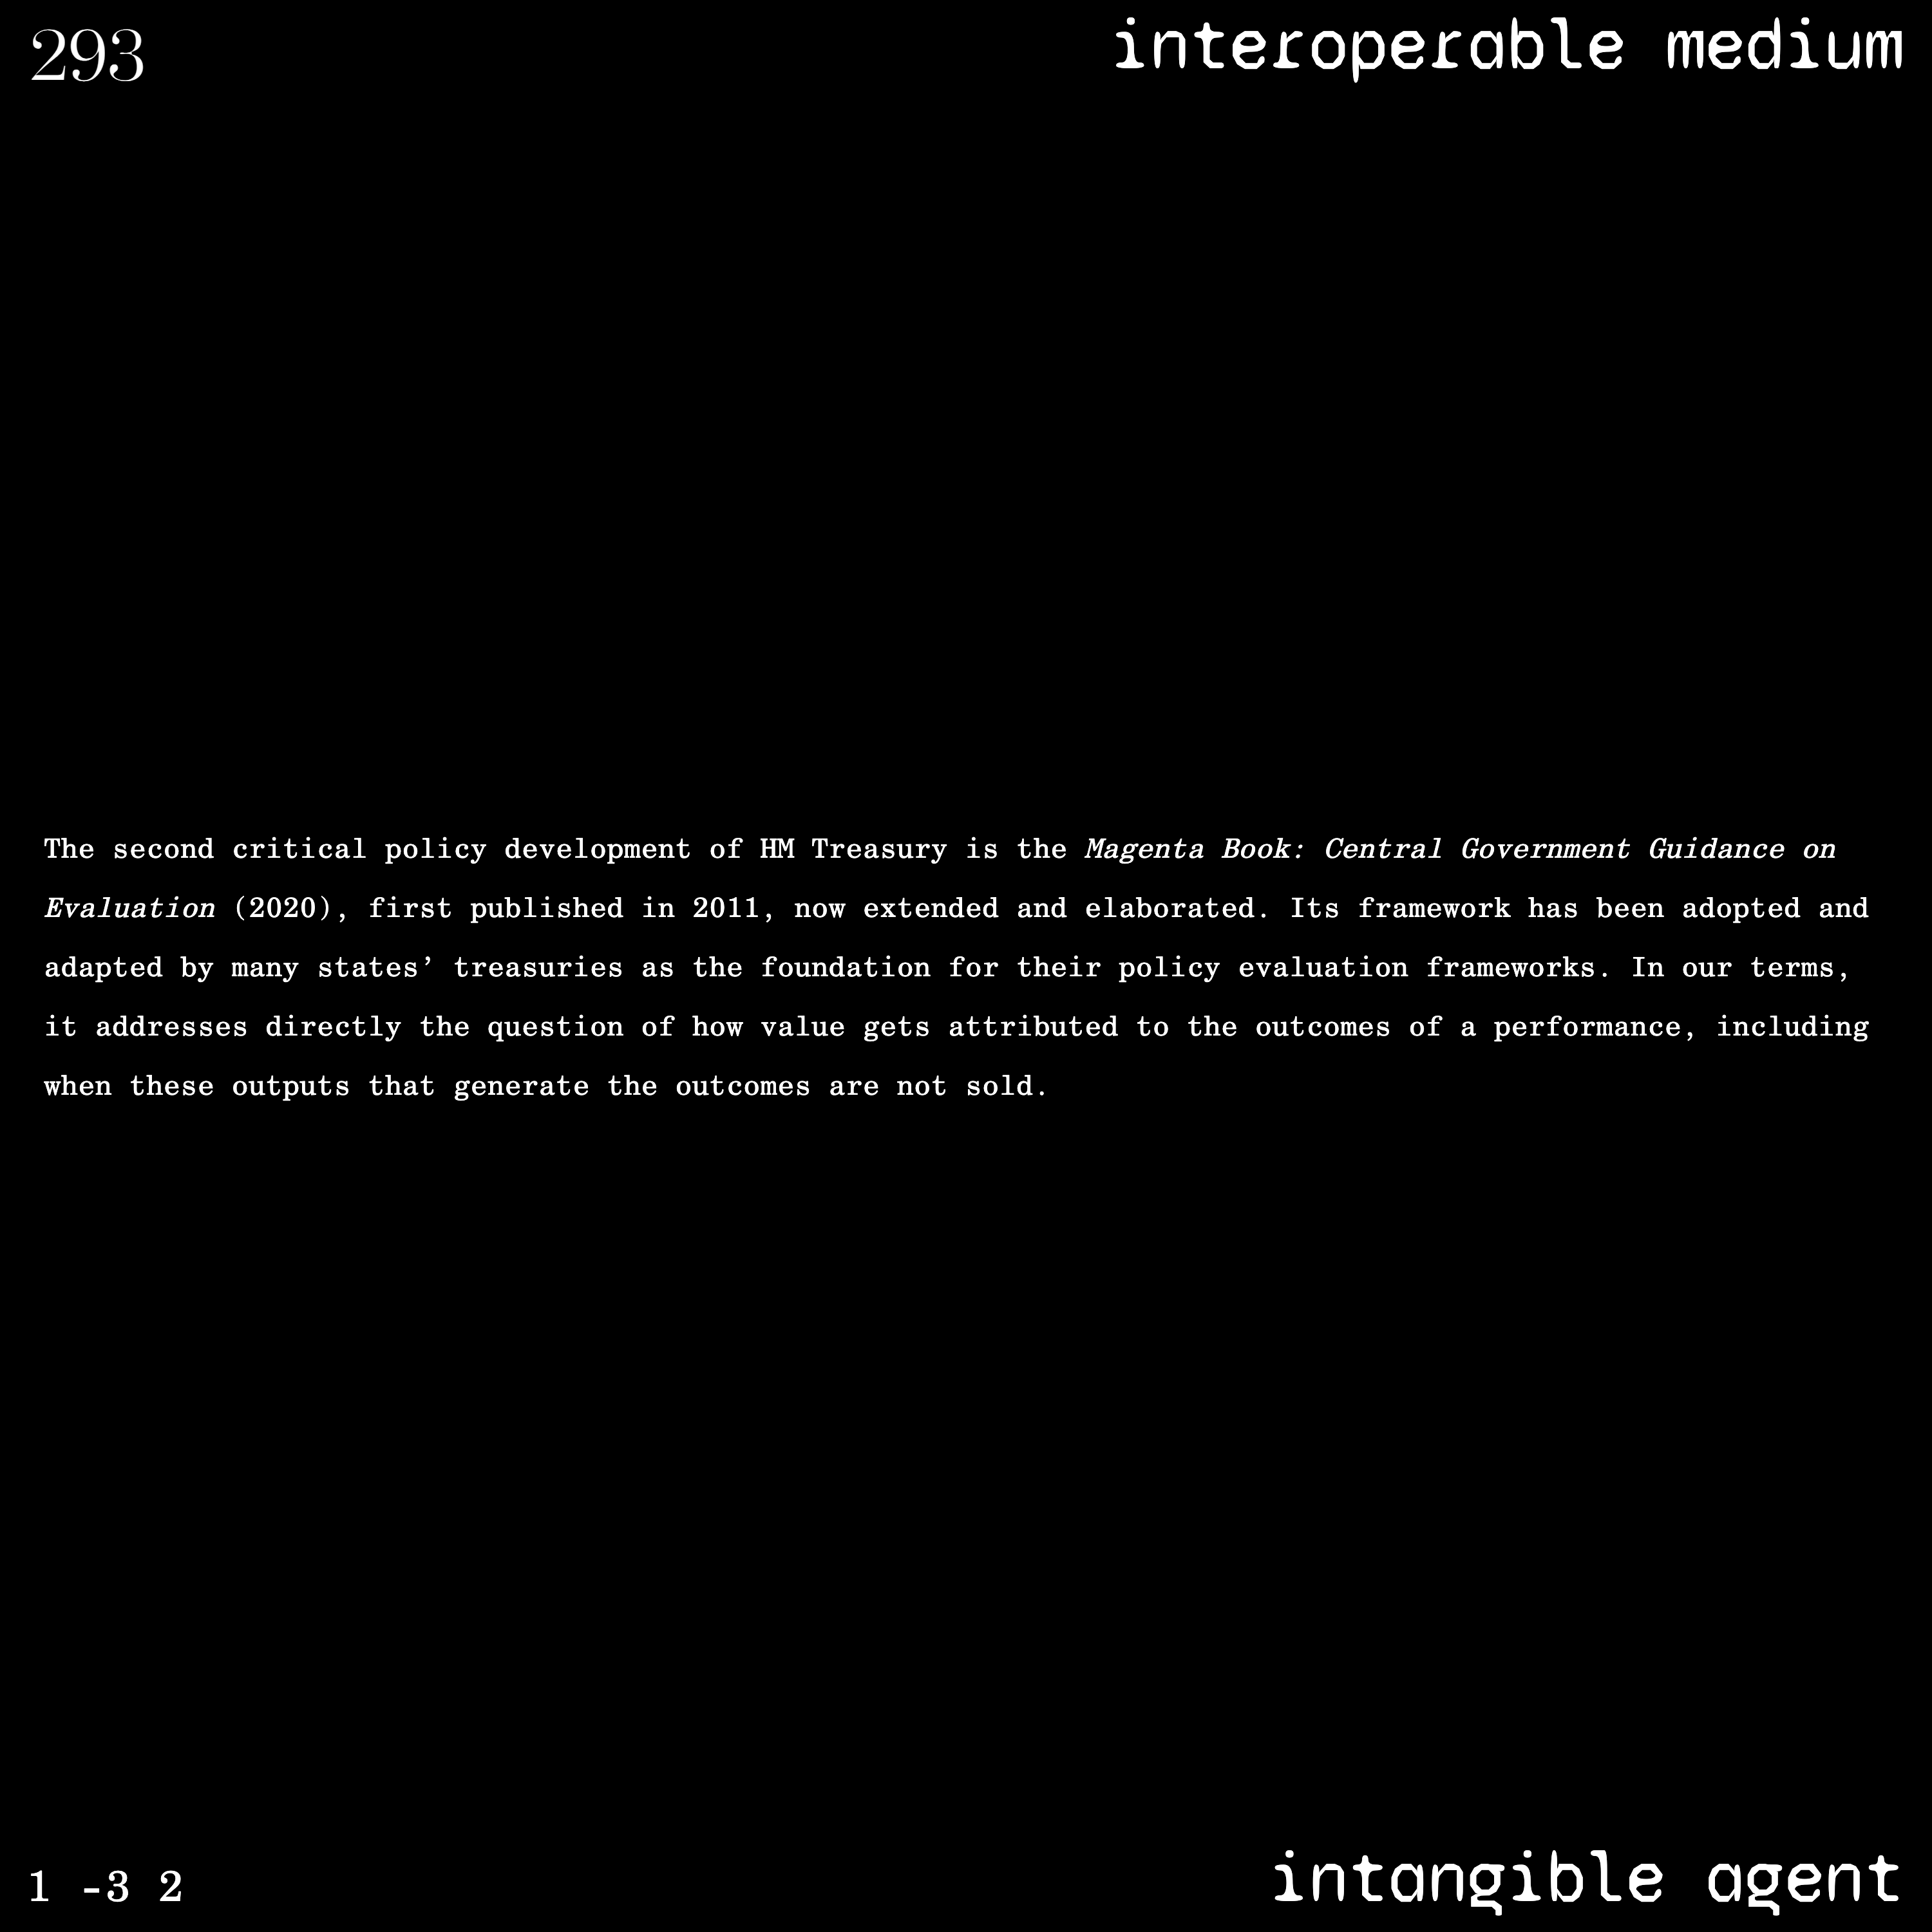 293
interoperable medium
The second critical policy development of HM Treasury is the Magenta Book: Central Government Guidance on
Evaluation (2020), first published in 2011, now extended and elaborated. Its framework has been adopted and
adapted by many states’ treasuries as the foundation for their policy evaluation frameworks. In our terms,
it addresses directly the question of how value gets attributed to the outcomes of a performance, including
when these outputs that generate the outcomes are not sold.
1 -3 2
intangible agent